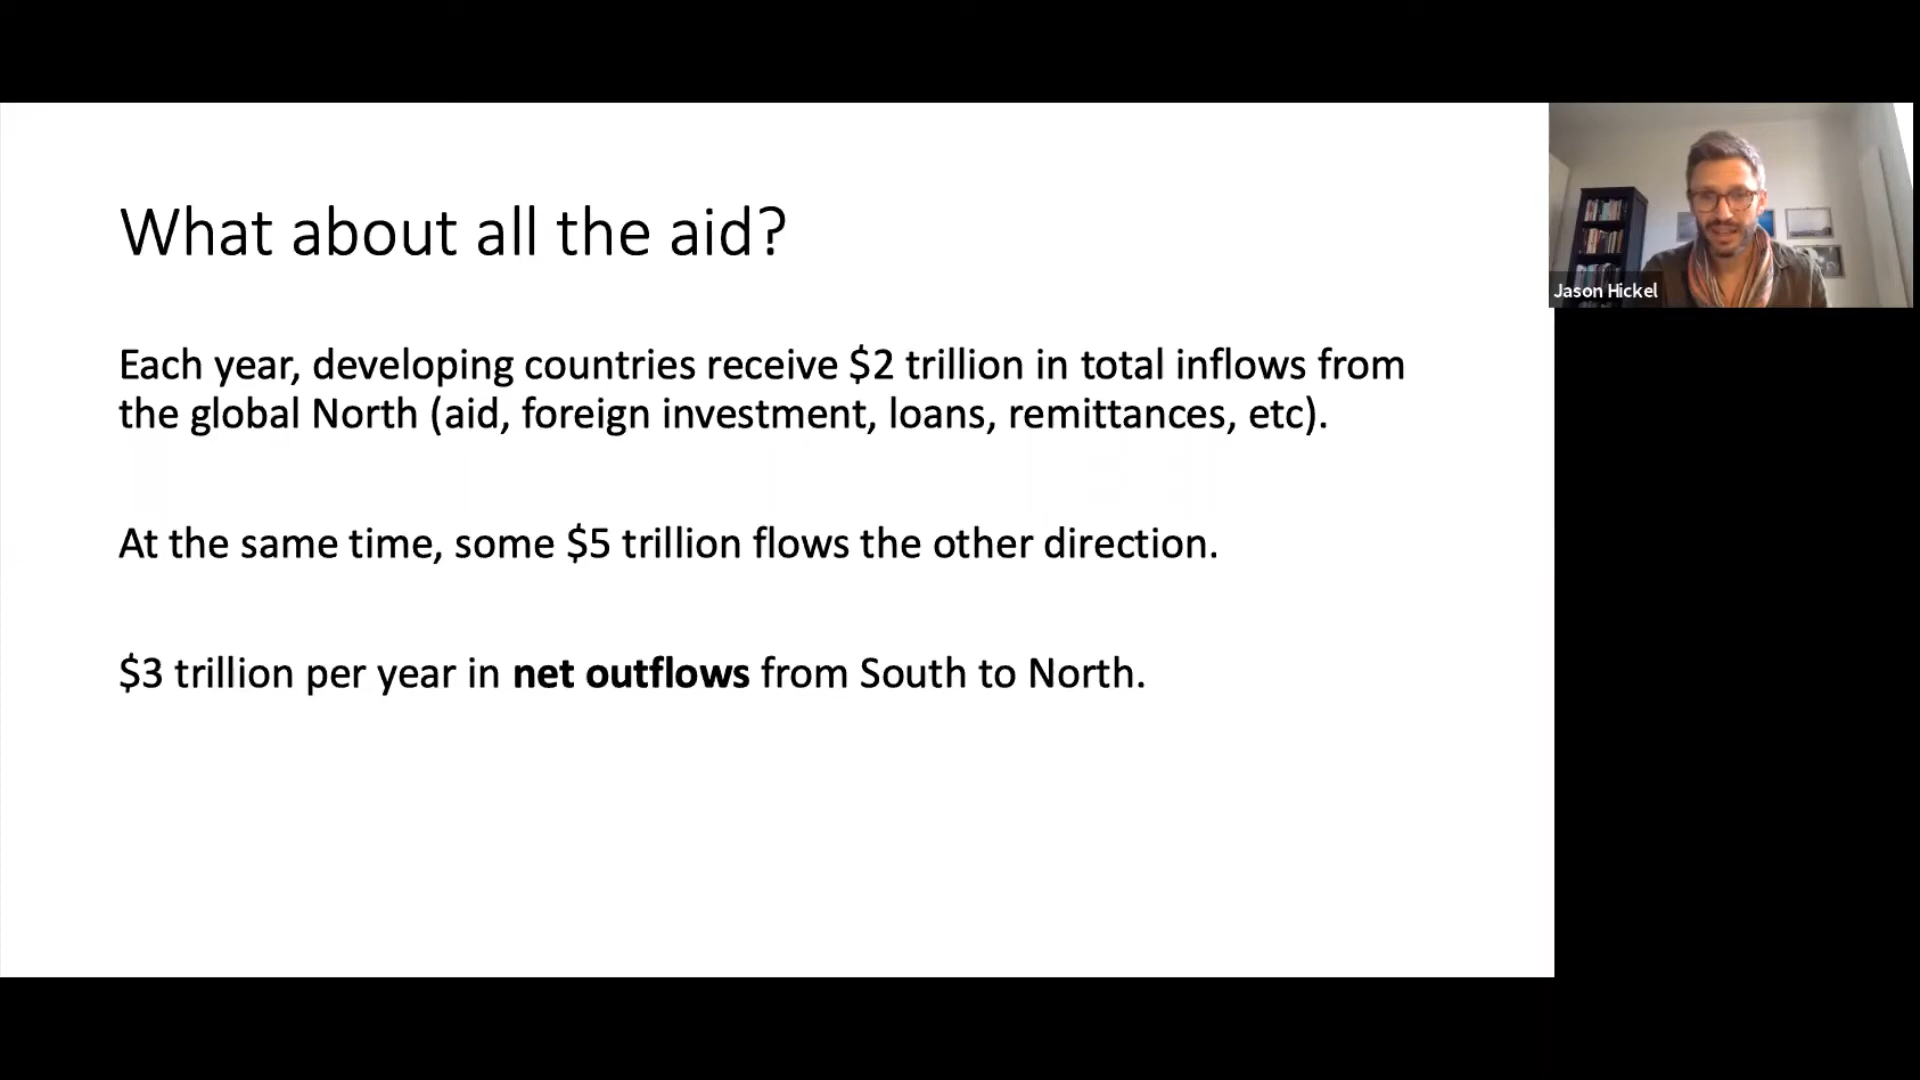 What about all the aid?
Jason Hickel
Each year, developing countries receive $2 trillion in total inflows from
the global North (aid, foreign investment, loans, remittances, etc).
At the same time, some $5 trillion flows the other direction.
$3 trillion per year in net outflows from South to North.